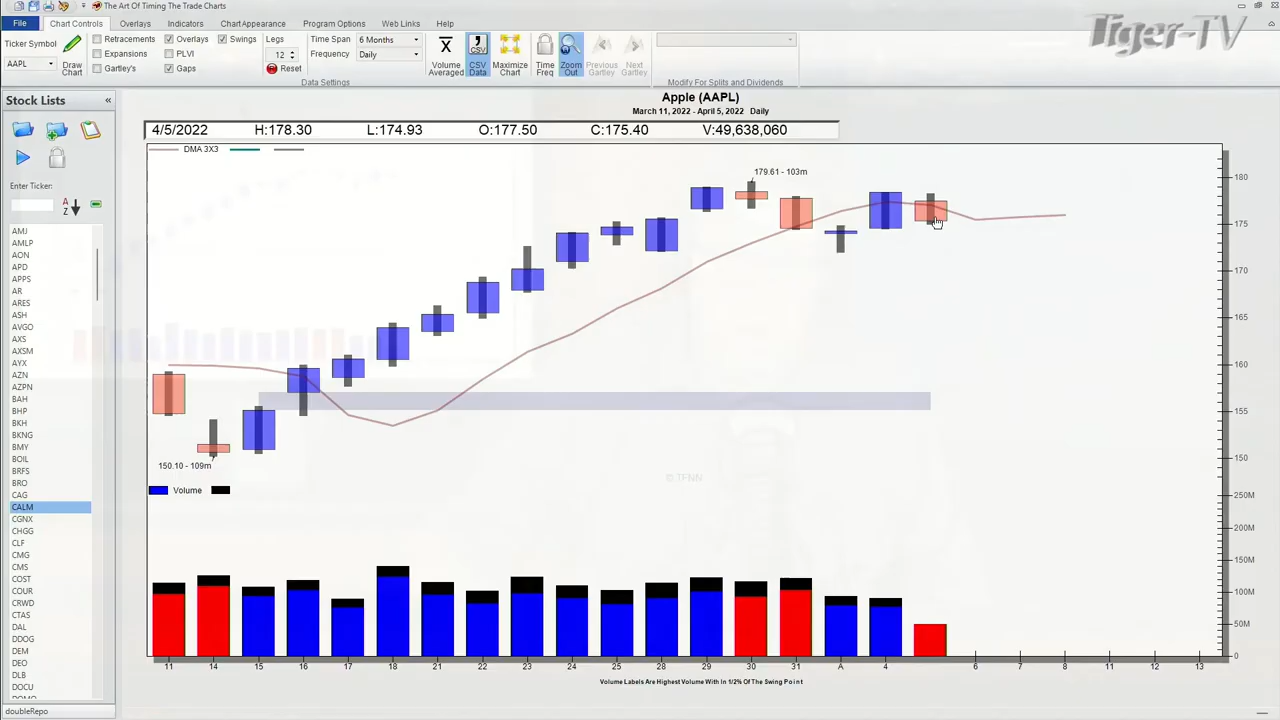 The Art Of Timing The Trade Charts
File
Chart Controls
Overlays
Indicators
Chart Appearance
Program Options
Web Links
Help
Tiger-TV
Ticker Symbol
AAPL
Draw Chart
Retracements
Expansions
Gartley's
Overlays
PLVI
Gaps
Swings
Legs
12
Reset
Time Span
6 Months
Frequency
Daily
Data Settings
Volume Averaged
CSV Data
Maximize Chart
Time Freq
Zoom Out
Previous Gartley
Next Gartley
Modify For Splits and Dividends
Stock Lists
«
Enter Ticker:
A
Z
AMJ
AMLP
AON
APD
APPS
AR
ARES
ASH
AVGO
AXS
AXSM
AYX
AZN
AZPN
BAH
BHP
BKH
BKNG
BMY
BOIL
BRFS
BRO
CAG
CALM
CGNX
CHGG
CLF
CMG
CMS
COST
COUR
CRWD
CTAS
DAL
DDOG
DEM
DEO
DLB
DOCU
doubleRepo
Apple (AAPL)
March 11, 2022 - April 5, 2022 Daily
4/5/2022 H:178.30 L:174.93 O:177.50 C:175.40 V:49,638,060
DMA 3X3
179.61 - 103m
150.10 - 109m
180
175
170
165
160
155
150
© TFNN
Volume
250M
200M
150M
100M
50M
0
11 14 15 16 17 18 21 22 23 24 25 28 29 30 31 A 4 6 7 8 11 12 13
Volume Labels Are Highest Volume With In 1/2% Of The Swing Point